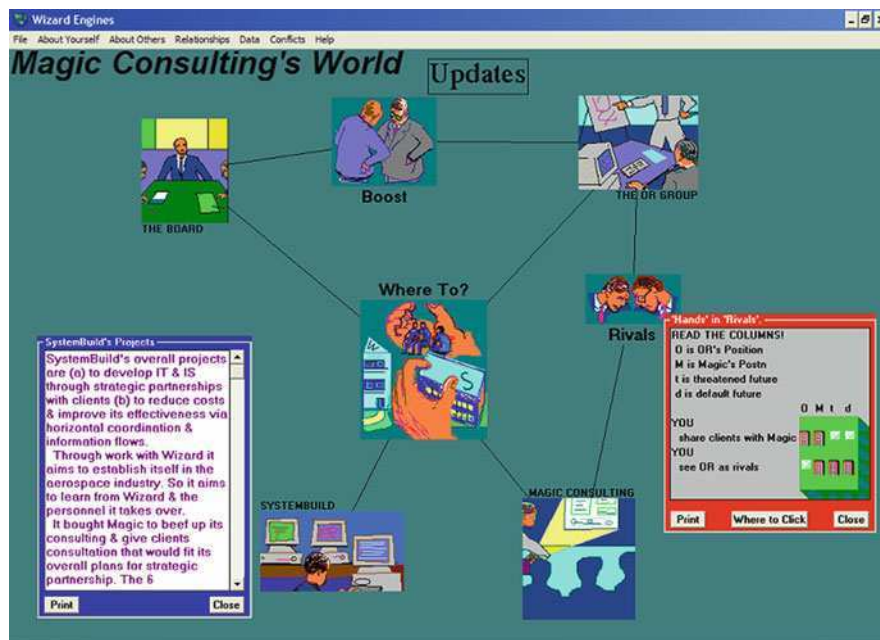 Wizard Engines
File About Yourself About Others Relationships Data Conflicts Help
Magic Consulting's World
Updates
Boost
THE BOARD
THE OR GROUP
Where To?
Rivals
SystemBuild's Projects
SystemBuild's overall projects
are (a) to develop IT & IS
through strategic partnerships
with clients (b) to reduce costs
& improve its effectiveness via
horizontal coordination &
information flows.
Through work with Wizard it
aims to establish itself in the
aerospace industry. So it aims
to learn from Wizard & the
personnel it takes over.
It bought Magic to beef up its
consulting & give clients
consultation that would fit its
overall plans for strategic
partnership. The 6
Print Close
SYSTEMBUILD
MAGIC CONSULTING
'Hands' in 'Rivals'.
READ THE COLUMNS!
O is OR's Position
M is Magic's Postn
t is threatened future
d is default future
O M t d
YOU
share clients with Magic
YOU
see OR as rivals
Print Where to Click Close